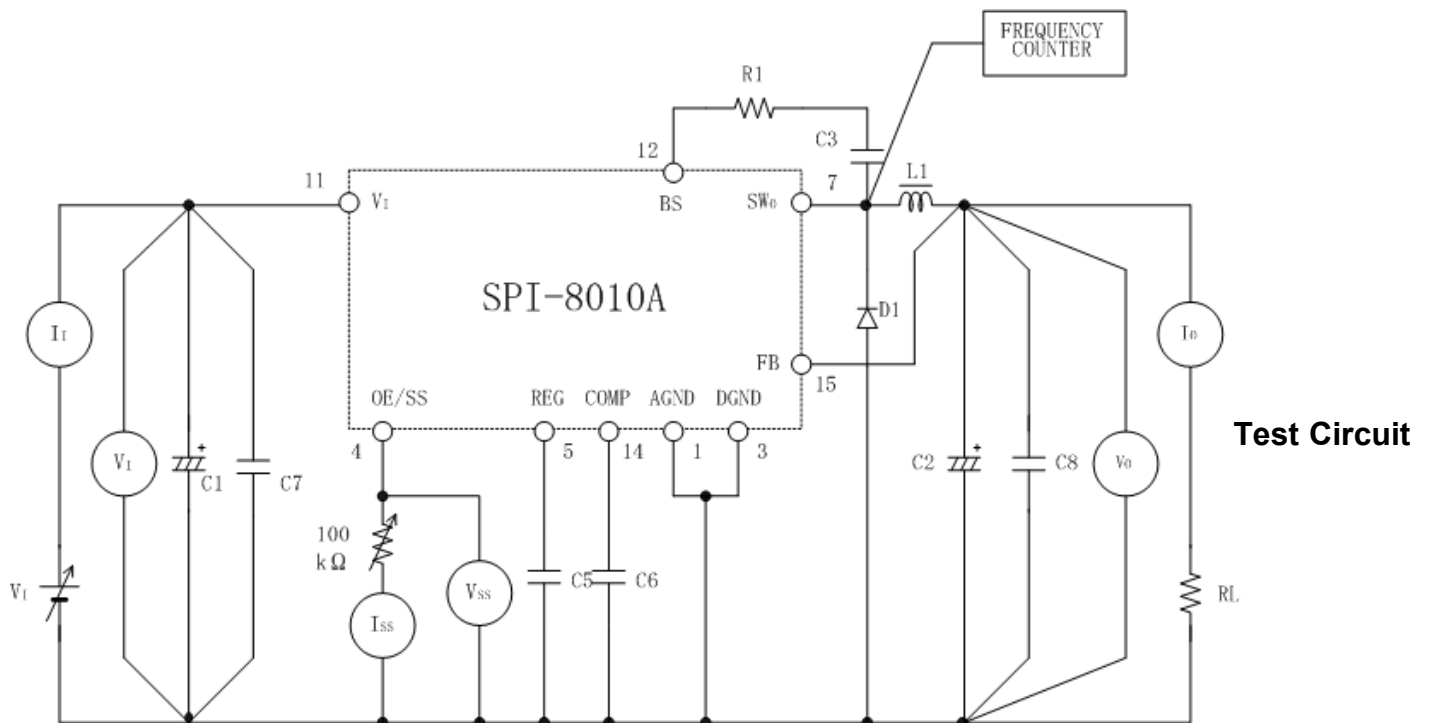 FREQUENCY
COUNTER
R1
12
C3
11
7
L1
VI
BS
SWo
SPI-8010A
D1
II
Io
FB
15
OE/SS
REG
COMP
AGND
DGND
4
5
14
1
3
Test Circuit
VI
C1
C7
C2
C8
Vo
100
kΩ
VI
C5
C6
Vss
RL
Iss
+
+